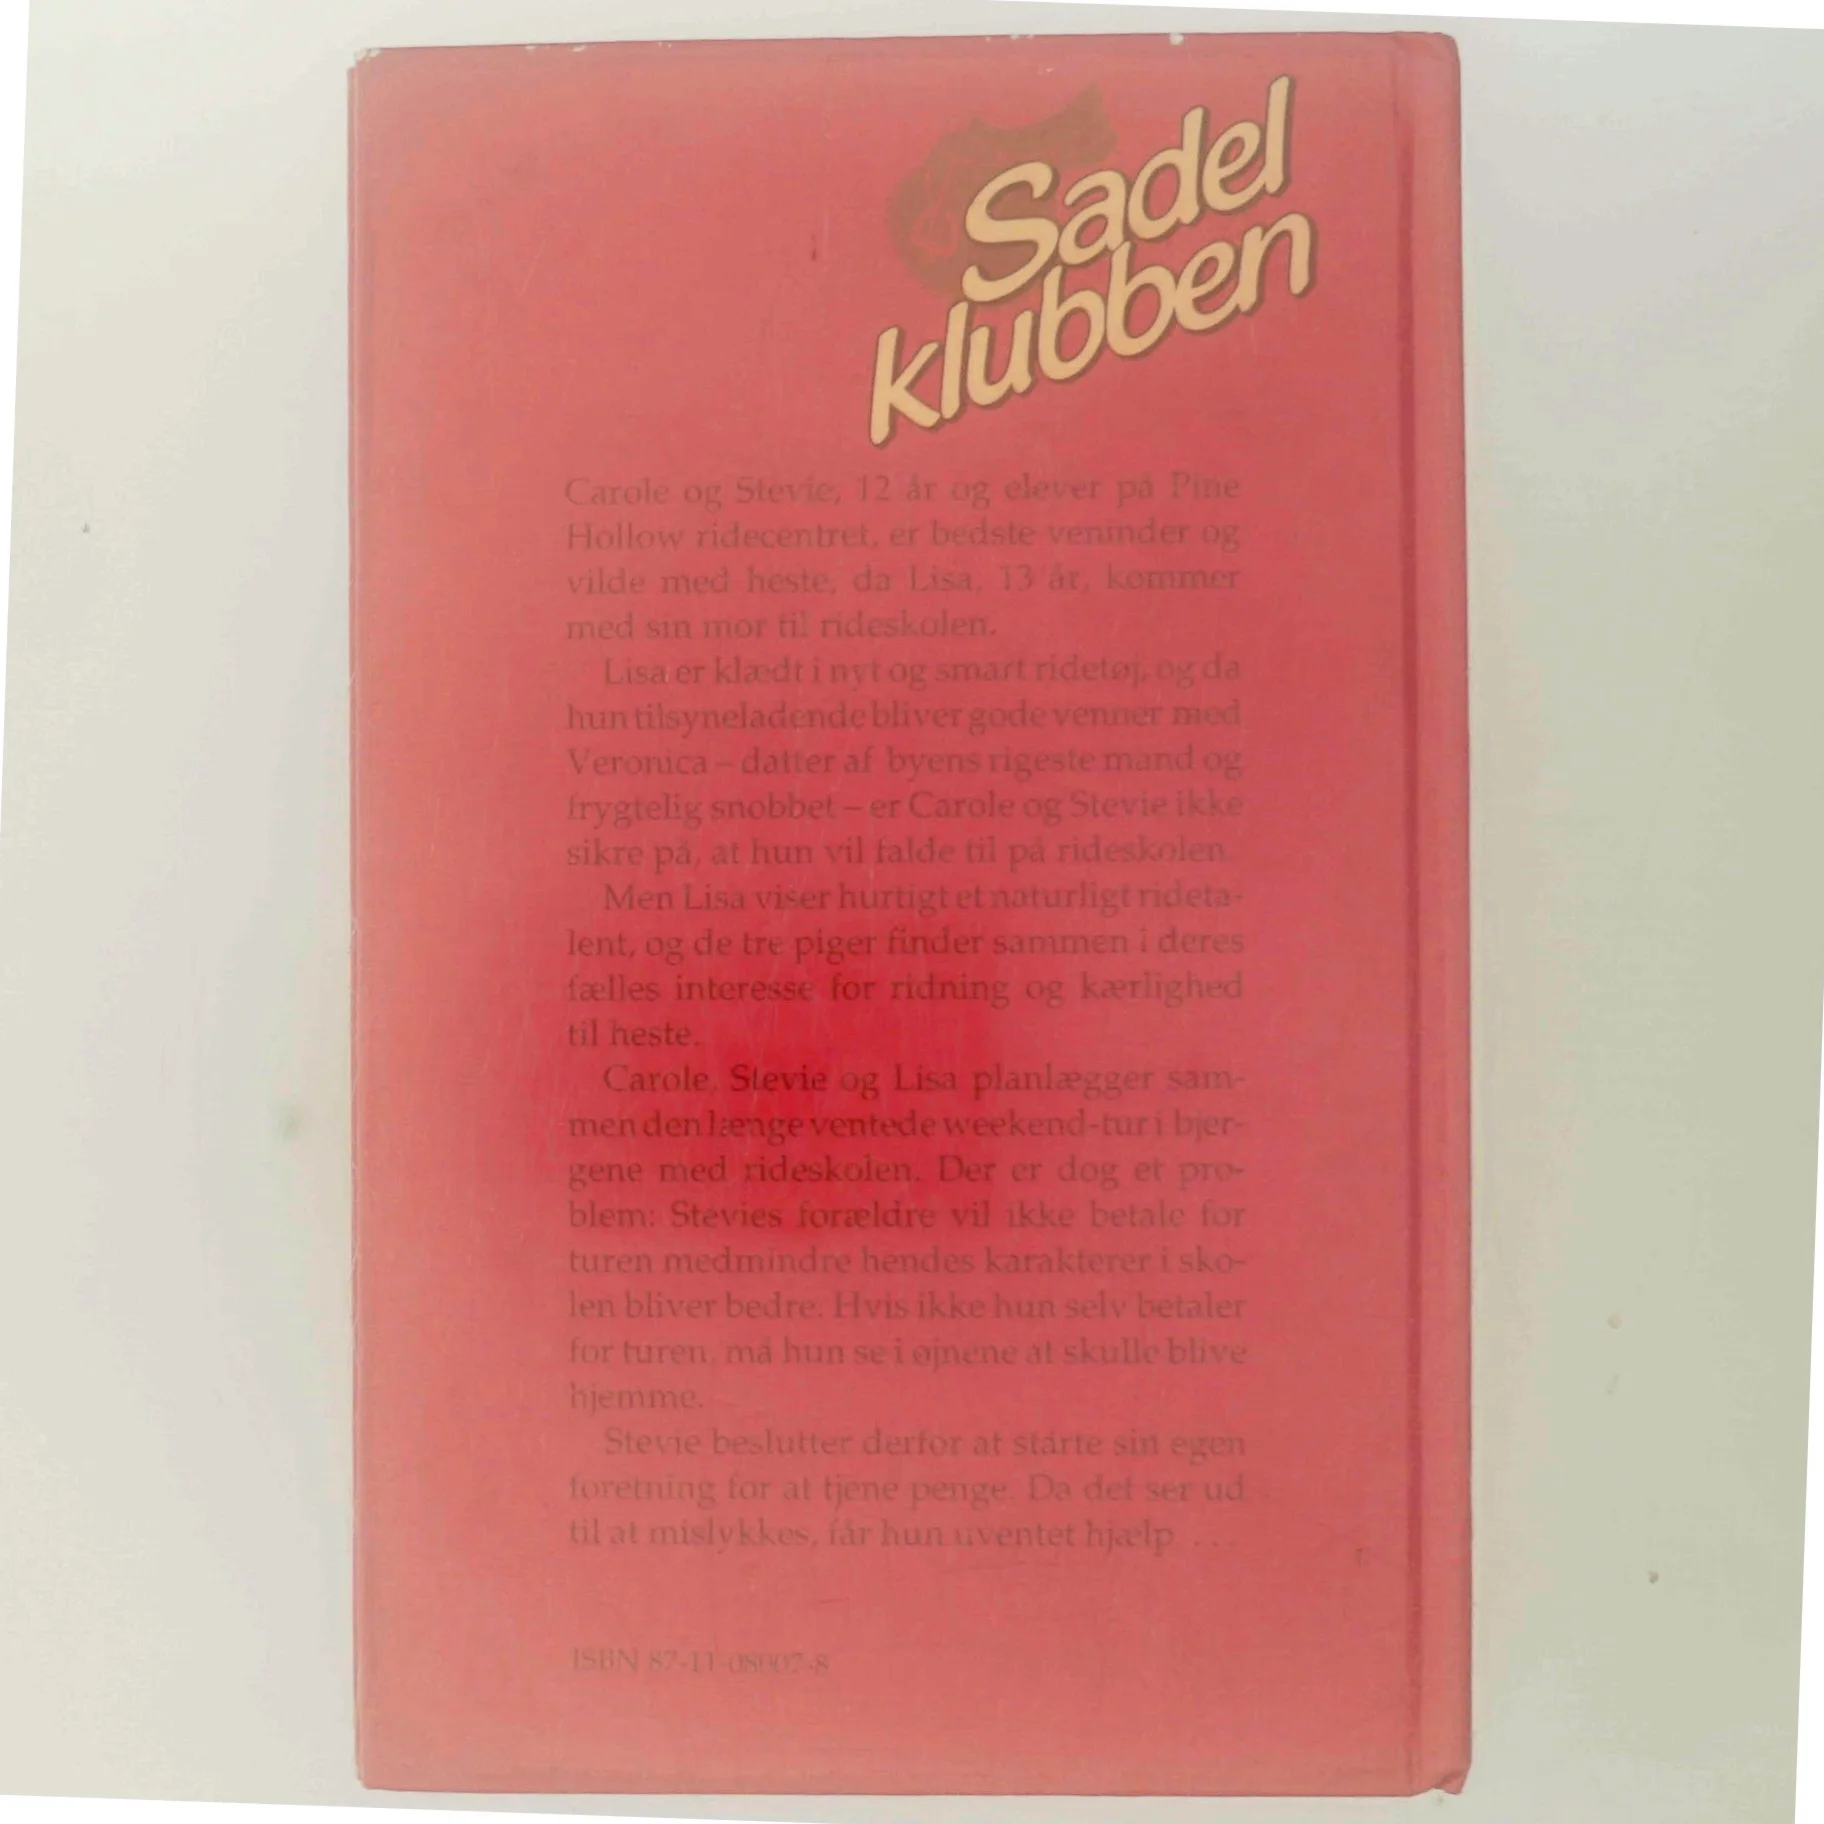 Sadel
klubben
Carole og Stevie, 12 år og elever på Pine
Hollow ridecentret, er bedste veninder og
vilde med heste, da Lisa, 13 år, kommer
med sin mor til rideskolen.
Lisa er klædt i nyt og smart ridetøj, og da
hun tilsyneladende bliver gode venner med
Veronica – datter af byens rigeste mand og
frygtelig snobbet – er Carole og Stevie ikke
sikre på, at hun vil falde til på rideskolen.
Men Lisa viser hurtigt et naturligt rideta-
lent, og de tre piger finder sammen i deres
fælles interesse for ridning og kærlighed
til heste.
Carole, Stevie og Lisa planlægger sam-
men den længe ventede weekend-tur i bjer-
gene med rideskolen. Der er dog et pro-
blem: Stevies forældre vil ikke betale for
turen medmindre hendes karakterer i sko-
len bliver bedre. Hvis ikke hun selv betaler
for turen, må hun se i øjnene at skulle blive
hjemme.
Stevie beslutter derfor at starte sin egen
foretning for at tjene penge. Da det ser ud
til at mislykkes, får hun uventet hjælp . . .
ISBN 87-11-08007-8